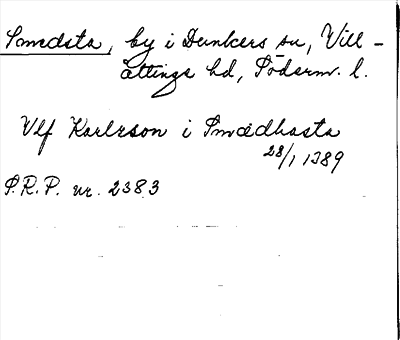 Smedsta, by i Dunkers sn, Vill-
åttinge hd, Söderm. l.
Ulf Karlsson i Smædhasta
28/1 1389
S.R.P. nr. 2383